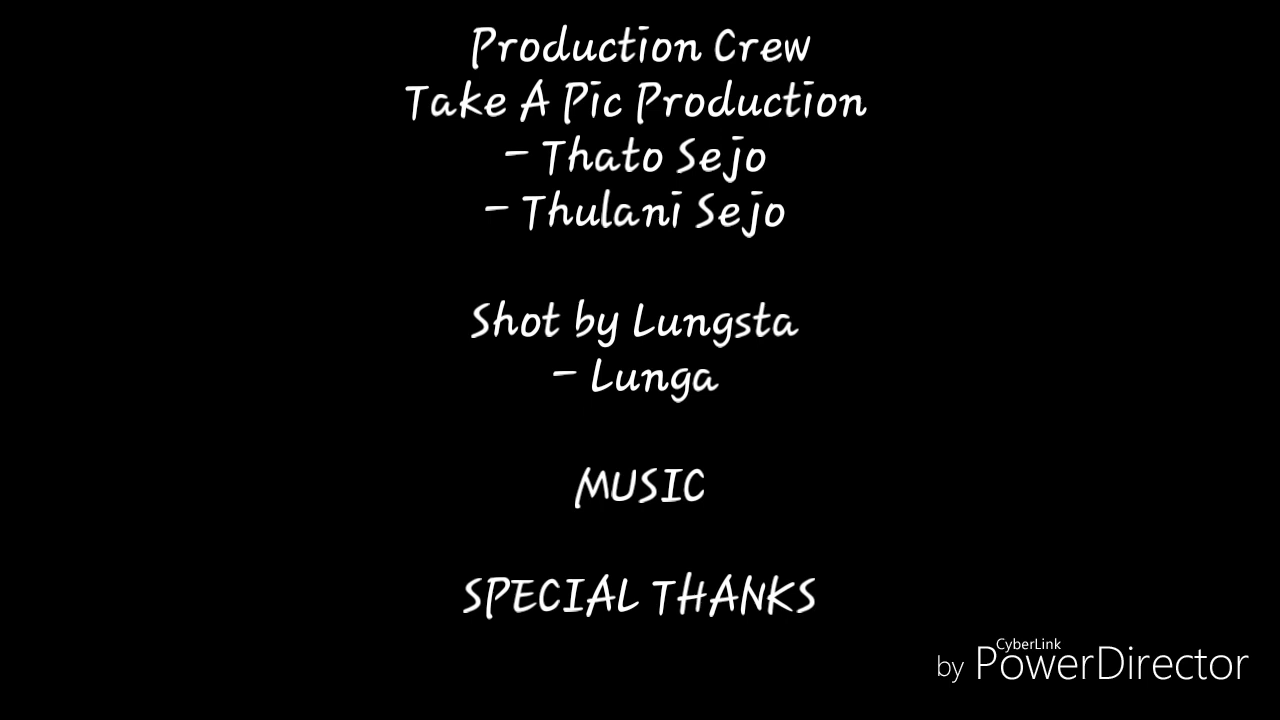 Production Crew
Take A Pic Production
- Thato Sejo
- Thulani Sejo
Shot by Lungsta
- Lunga
MUSIC
SPECIAL THANKS
CyberLink
by PowerDirector